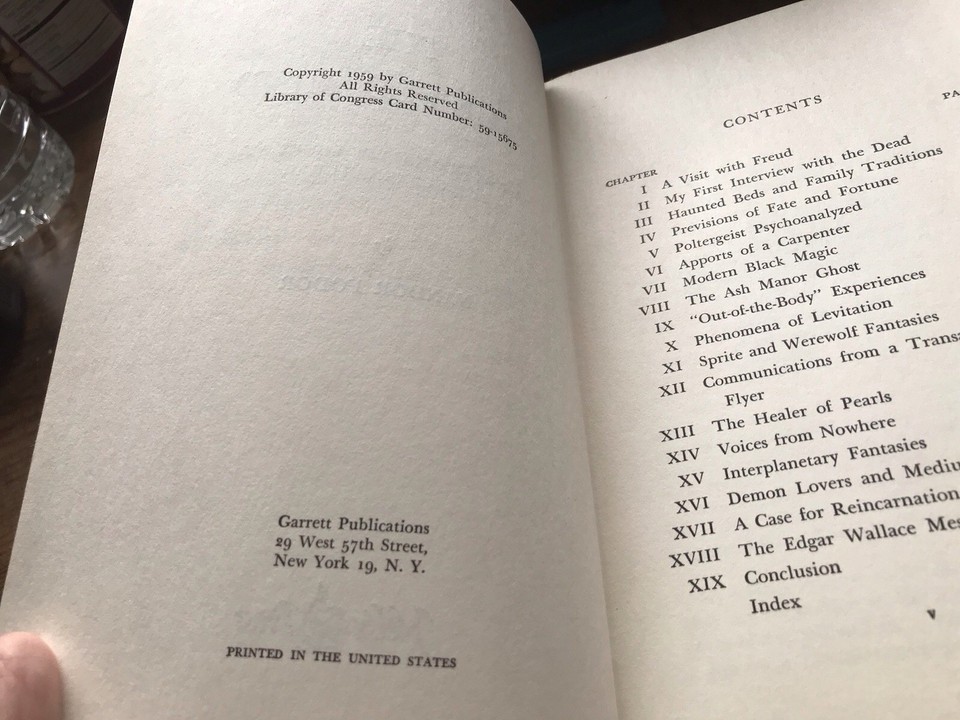 Copyright 1959 by Garrett Publications
All Rights Reserved
Library of Congress Card Number: 59-15675
Garrett Publications
29 West 57th Street,
New York 19, N. Y.
PRINTED IN THE UNITED STATES
CONTENTS
CHAPTER PA
I A Visit with Freud
II My First Interview with the Dead
III Haunted Beds and Family Traditions
IV Previsions of Fate and Fortune
V Poltergeist Psychoanalyzed
VI Apports of a Carpenter
VII Modern Black Magic
VIII The Ash Manor Ghost
IX “Out-of-the-Body” Experiences
X Phenomena of Levitation
XI Sprite and Werewolf Fantasies
XII Communications from a Transa
Flyer
XIII The Healer of Pearls
XIV Voices from Nowhere
XV Interplanetary Fantasies
XVI Demon Lovers and Mediu
XVII A Case for Reincarnation
XVIII The Edgar Wallace Mes
XIX Conclusion
Index
v